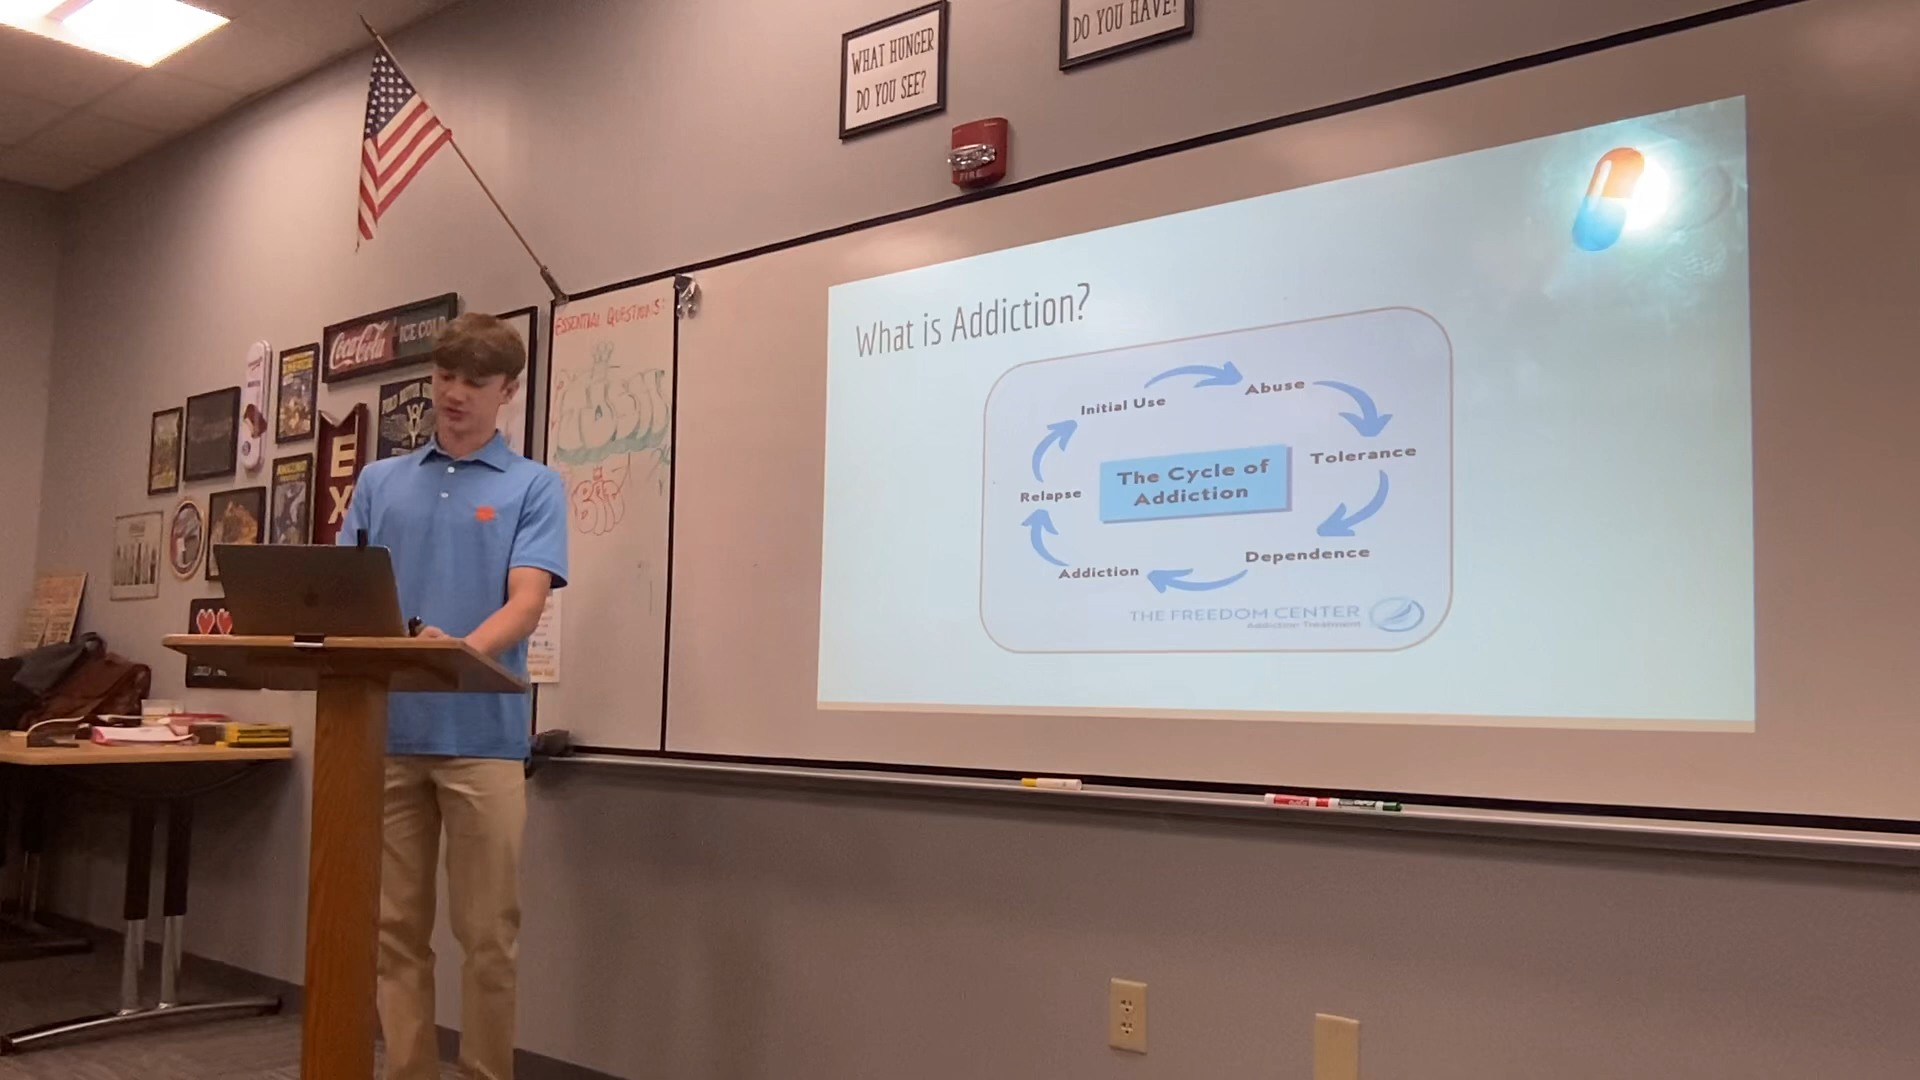 WHAT HUNGER
DO YOU SEE?
DO YOU HAVE?
FIRE
ESSENTIAL QUESTIONS:
Coca-Cola
ICE COLD
What is Addiction?
Initial Use
Abuse
Tolerance
Dependence
Addiction
Relapse
The Cycle of
Addiction
THE FREEDOM CENTER
Addiction Treatment